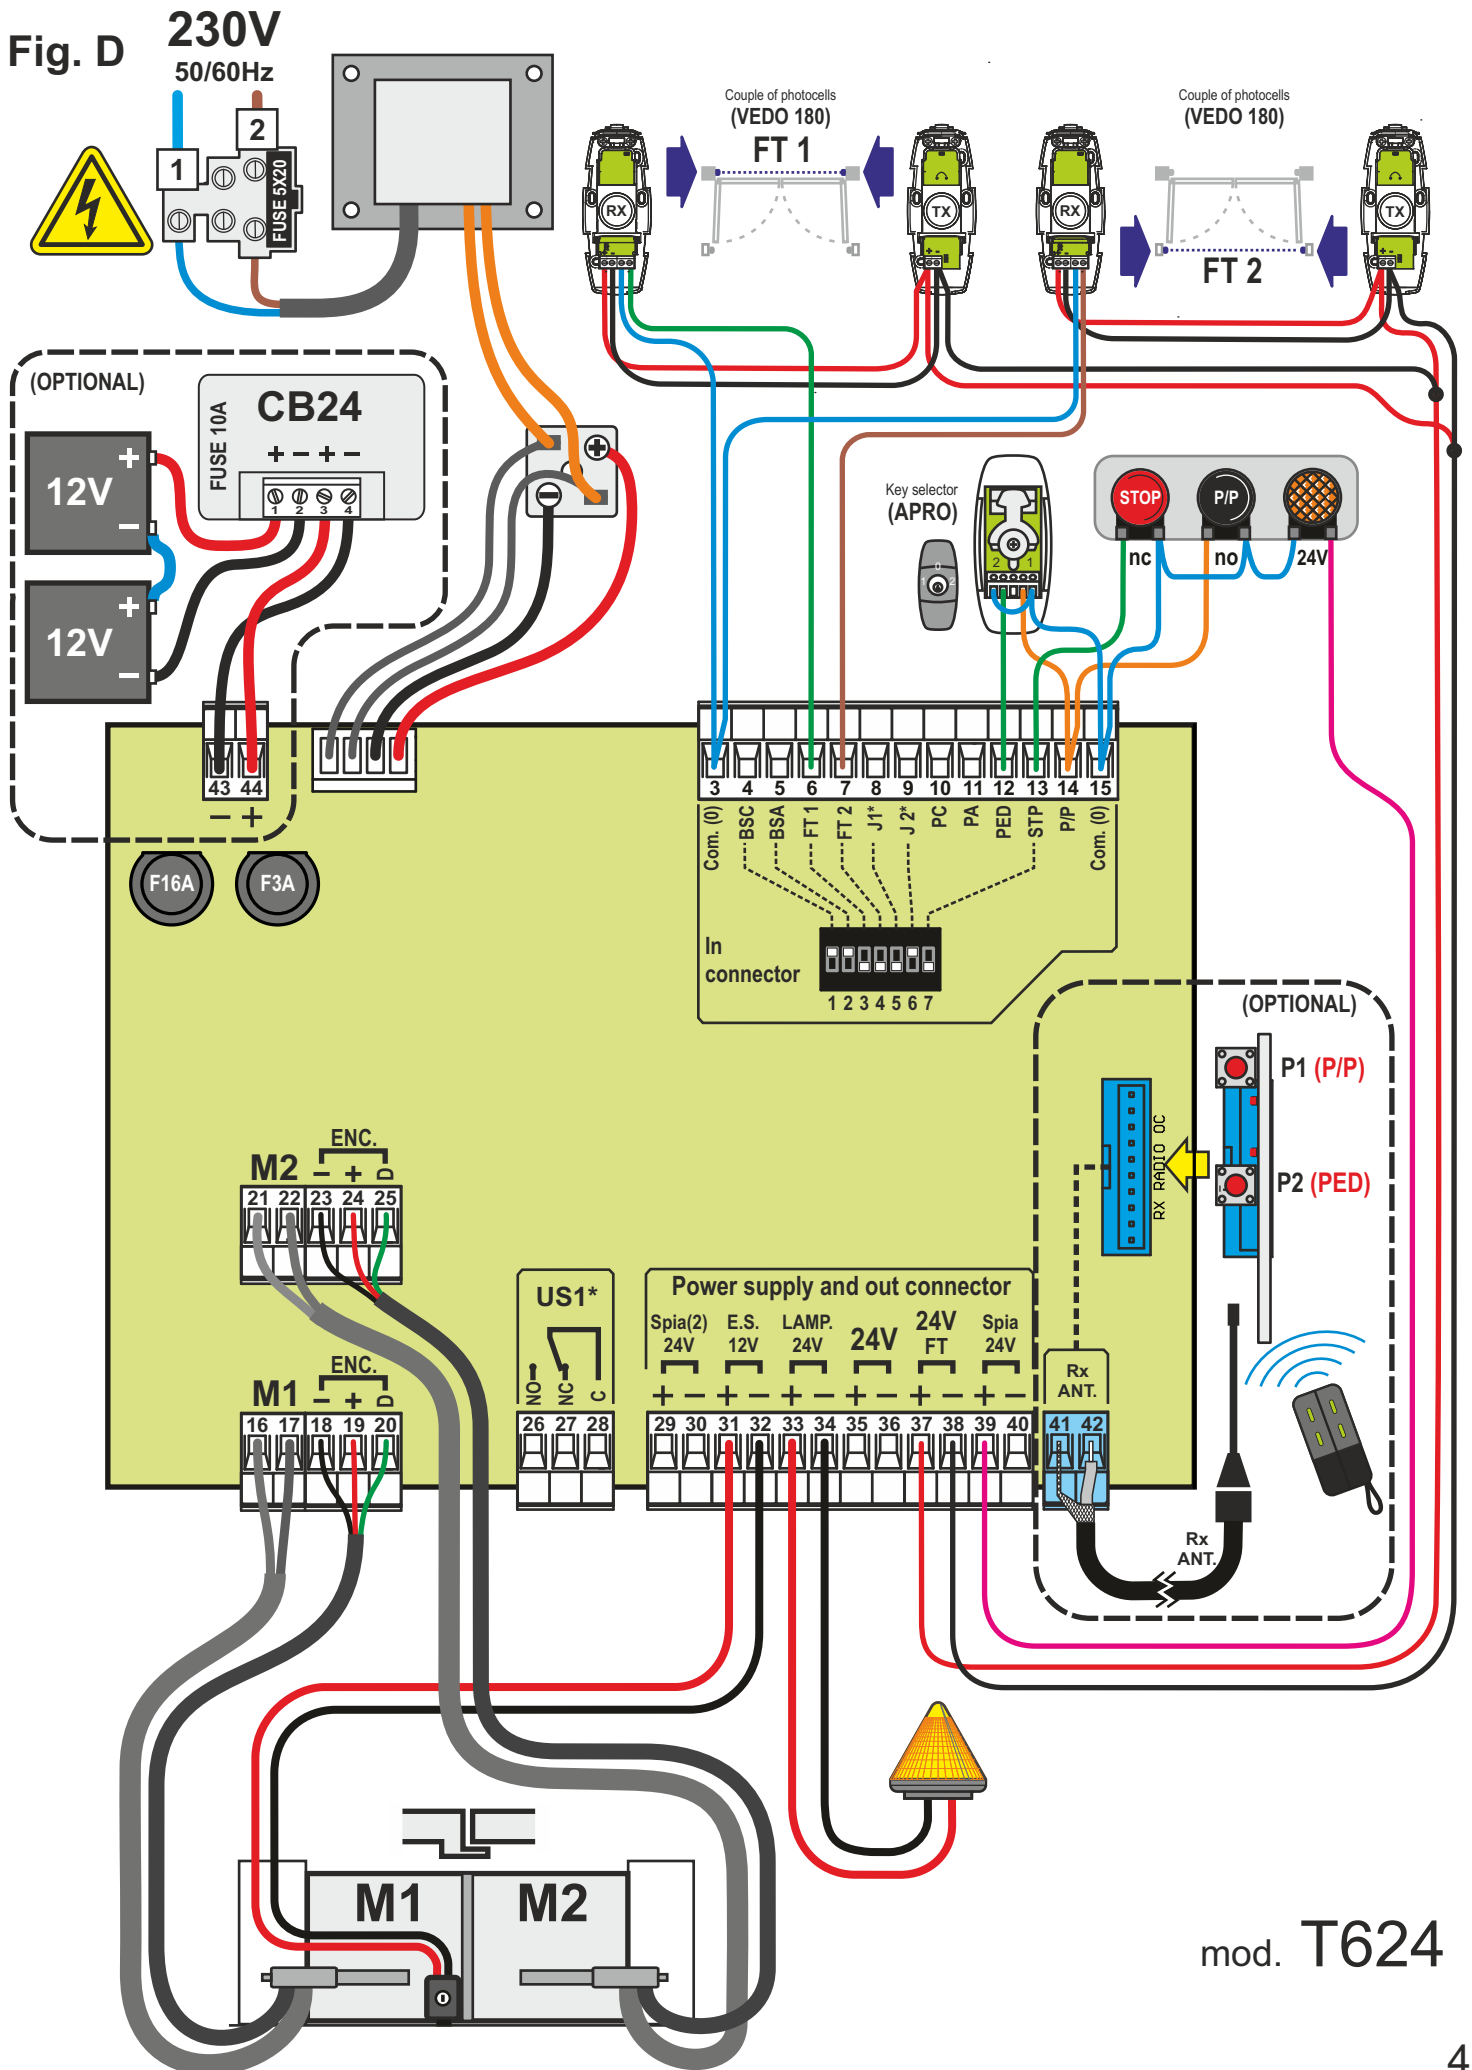 Fig. D
230V
50/60Hz
1
2
FUSE 5X20
Couple of photocells
(VEDO 180)
FT 1
RX
TX
Couple of photocells
(VEDO 180)
FT 2
RX
TX
(OPTIONAL)
12V
+
−
12V
+
−
FUSE 10A
CB24
+ − + −
1 2 3 4
+
−
Key selector
(APRO)
0
1 2
2 1
STOP
P/P
nc
no
24V
43 44
− +
F16A
F3A
3 4 5 6 7 8 9 10 11 12 13 14 15
Com. (0)
BSC
BSA
FT 1
FT 2
J1*
J 2*
PC
PA
PED
STP
P/P
Com. (0)
In
connector
1 2 3 4 5 6 7
(OPTIONAL)
P1 (P/P)
RX RADIO OC
P2 (PED)
ENC.
M2 − + D
21 22 23 24 25
ENC.
M1 − + D
16 17 18 19 20
US1*
NO
NC
C
26 27 28
Power supply and out connector
Spia(2)
24V
E.S.
12V
LAMP.
24V
24V
24V
FT
Spia
24V
+ − + − + − + − + − + −
29 30 31 32 33 34 35 36 37 38 39 40
Rx
ANT.
41 42
Rx
ANT.
M1
M2
mod. T624
4